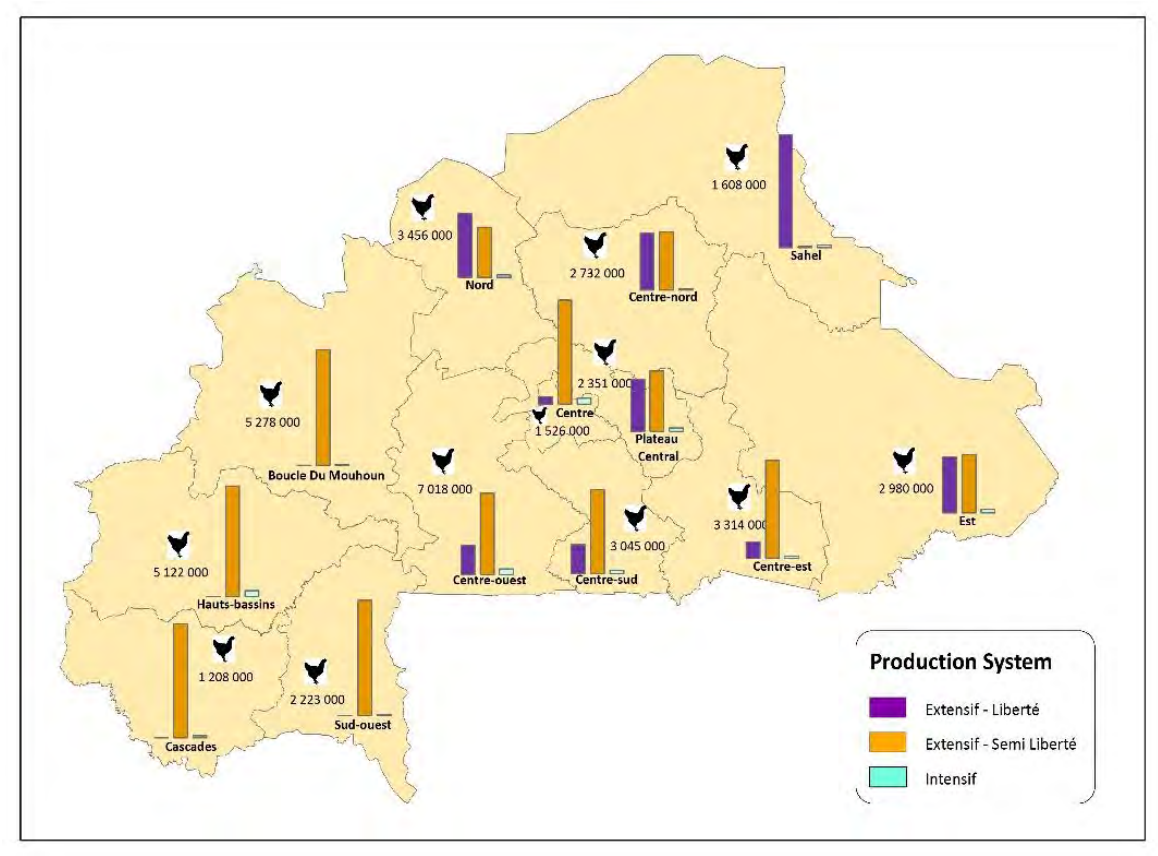 1 608 000
Sahel
3 456 000
Nord
2 732 000
Centre-nord
2 351 000
Centre
1 526 000
Plateau
Central
5 278 000
Boucle Du Mouhoun
7 018 000
Centre-ouest
3 045 000
Centre-sud
3 314 000
Centre-est
2 980 000
Est
5 122 000
Hauts-bassins
1 208 000
Cascades
2 223 000
Sud-ouest
Production System
Extensif - Liberté
Extensif - Semi Liberté
Intensif